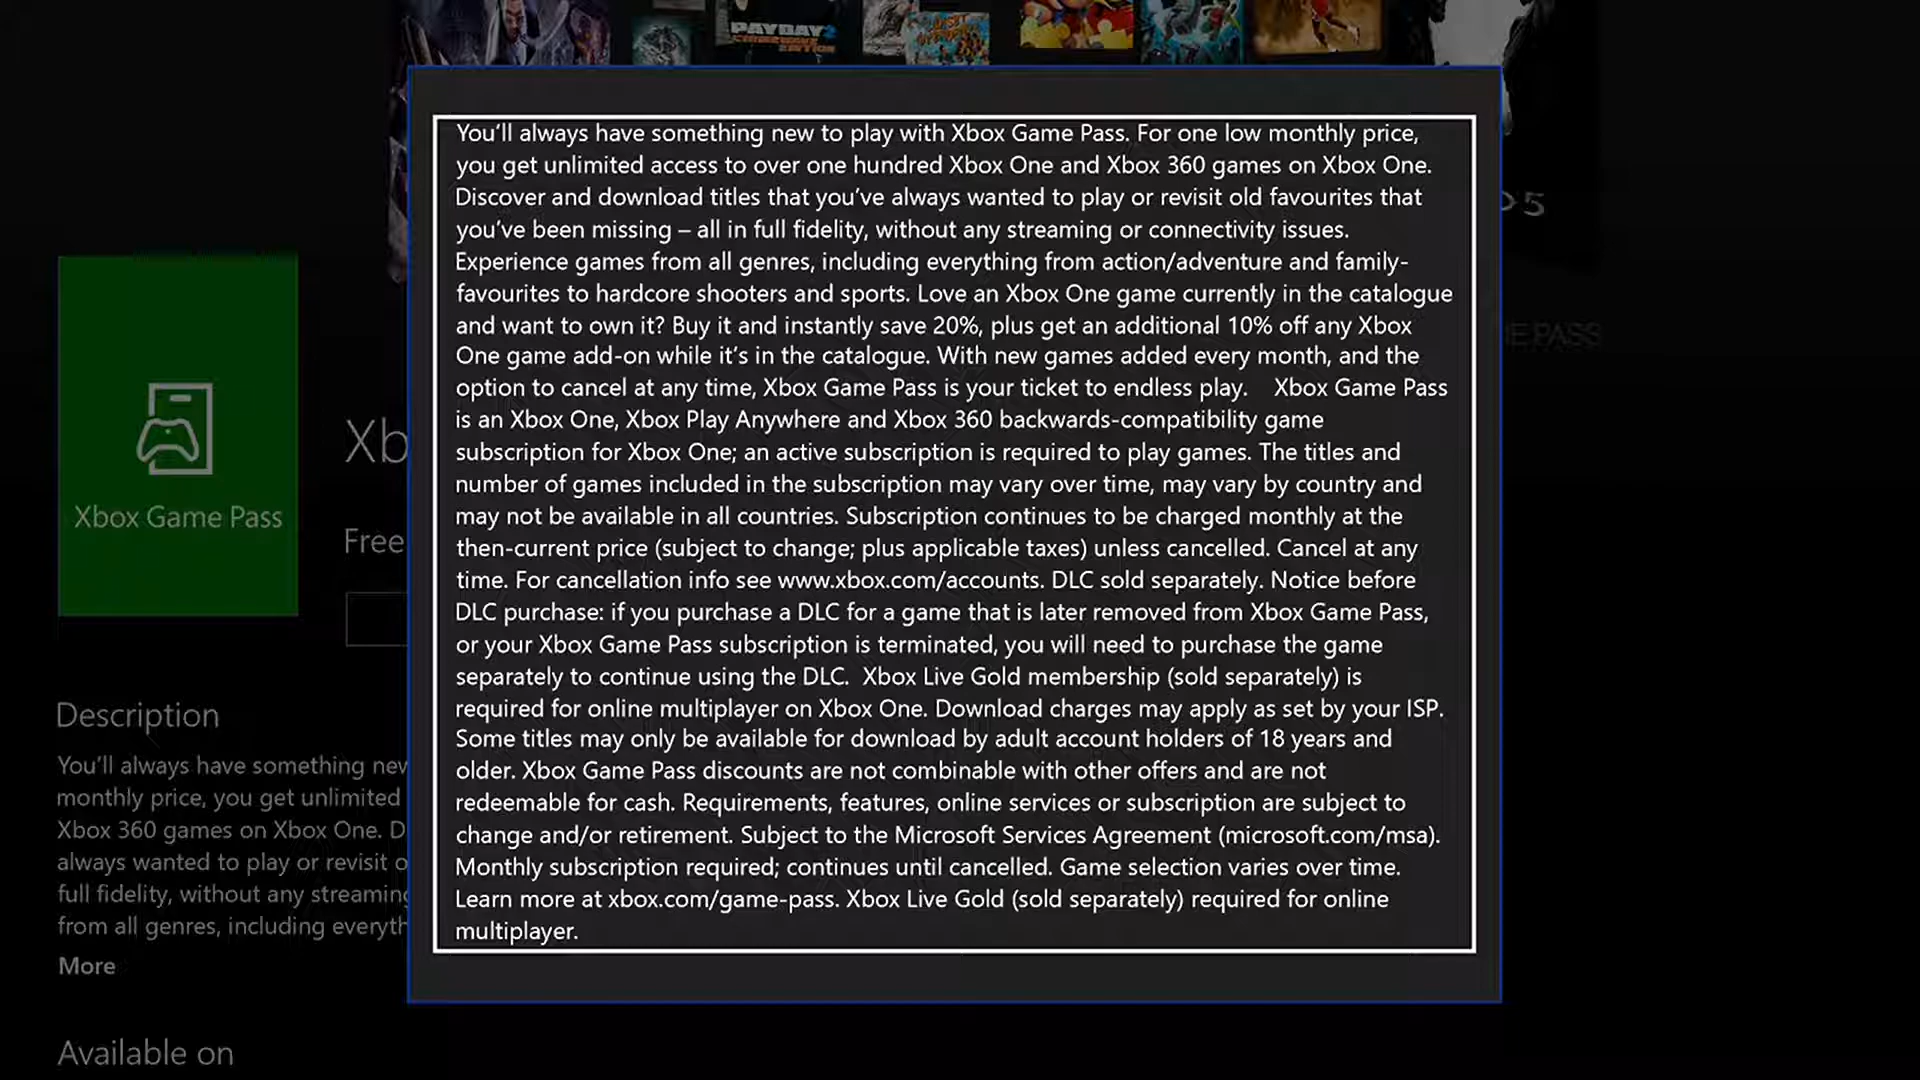 PAYDAY 2
CRIMEWAVE
EDITION
You'll always have something new to play with Xbox Game Pass. For one low monthly price,
you get unlimited access to over one hundred Xbox One and Xbox 360 games on Xbox One.
Discover and download titles that you've always wanted to play or revisit old favourites that
you've been missing – all in full fidelity, without any streaming or connectivity issues.
Experience games from all genres, including everything from action/adventure and family-
favourites to hardcore shooters and sports. Love an Xbox One game currently in the catalogue
and want to own it? Buy it and instantly save 20%, plus get an additional 10% off any Xbox
One game add-on while it's in the catalogue. With new games added every month, and the
option to cancel at any time, Xbox Game Pass is your ticket to endless play.    Xbox Game Pass
is an Xbox One, Xbox Play Anywhere and Xbox 360 backwards-compatibility game
subscription for Xbox One; an active subscription is required to play games. The titles and
number of games included in the subscription may vary over time, may vary by country and
may not be available in all countries. Subscription continues to be charged monthly at the
then-current price (subject to change; plus applicable taxes) unless cancelled. Cancel at any
time. For cancellation info see www.xbox.com/accounts. DLC sold separately. Notice before
DLC purchase: if you purchase a DLC for a game that is later removed from Xbox Game Pass,
or your Xbox Game Pass subscription is terminated, you will need to purchase the game
separately to continue using the DLC.  Xbox Live Gold membership (sold separately) is
required for online multiplayer on Xbox One. Download charges may apply as set by your ISP.
Some titles may only be available for download by adult account holders of 18 years and
older. Xbox Game Pass discounts are not combinable with other offers and are not
redeemable for cash. Requirements, features, online services or subscription are subject to
change and/or retirement. Subject to the Microsoft Services Agreement (microsoft.com/msa).
Monthly subscription required; continues until cancelled. Game selection varies over time.
Learn more at xbox.com/game-pass. Xbox Live Gold (sold separately) required for online
multiplayer.
5
E PASS
Xbox Game Pass
Xb
Free
Description
You'll always have something new
monthly price, you get unlimited
Xbox 360 games on Xbox One. D
always wanted to play or revisit o
full fidelity, without any streaming
from all genres, including everyth
More
Available on